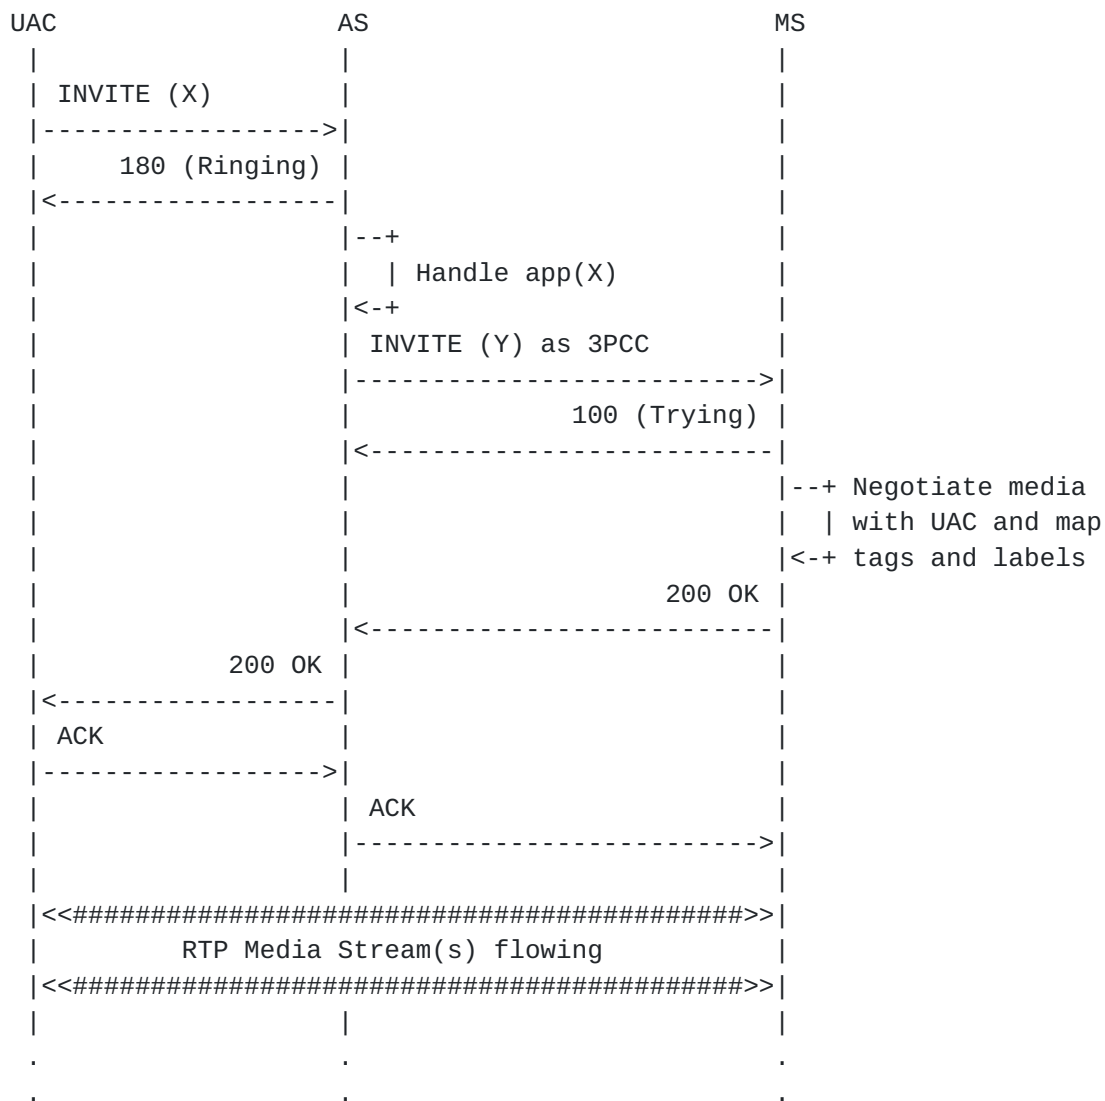 UAC AS MS
INVITE (X)
180 (Ringing)
Handle app(X)
INVITE (Y) as 3PCC
100 (Trying)
Negotiate media
with UAC and map
tags and labels
200 OK
200 OK
ACK
ACK
RTP Media Stream(s) flowing